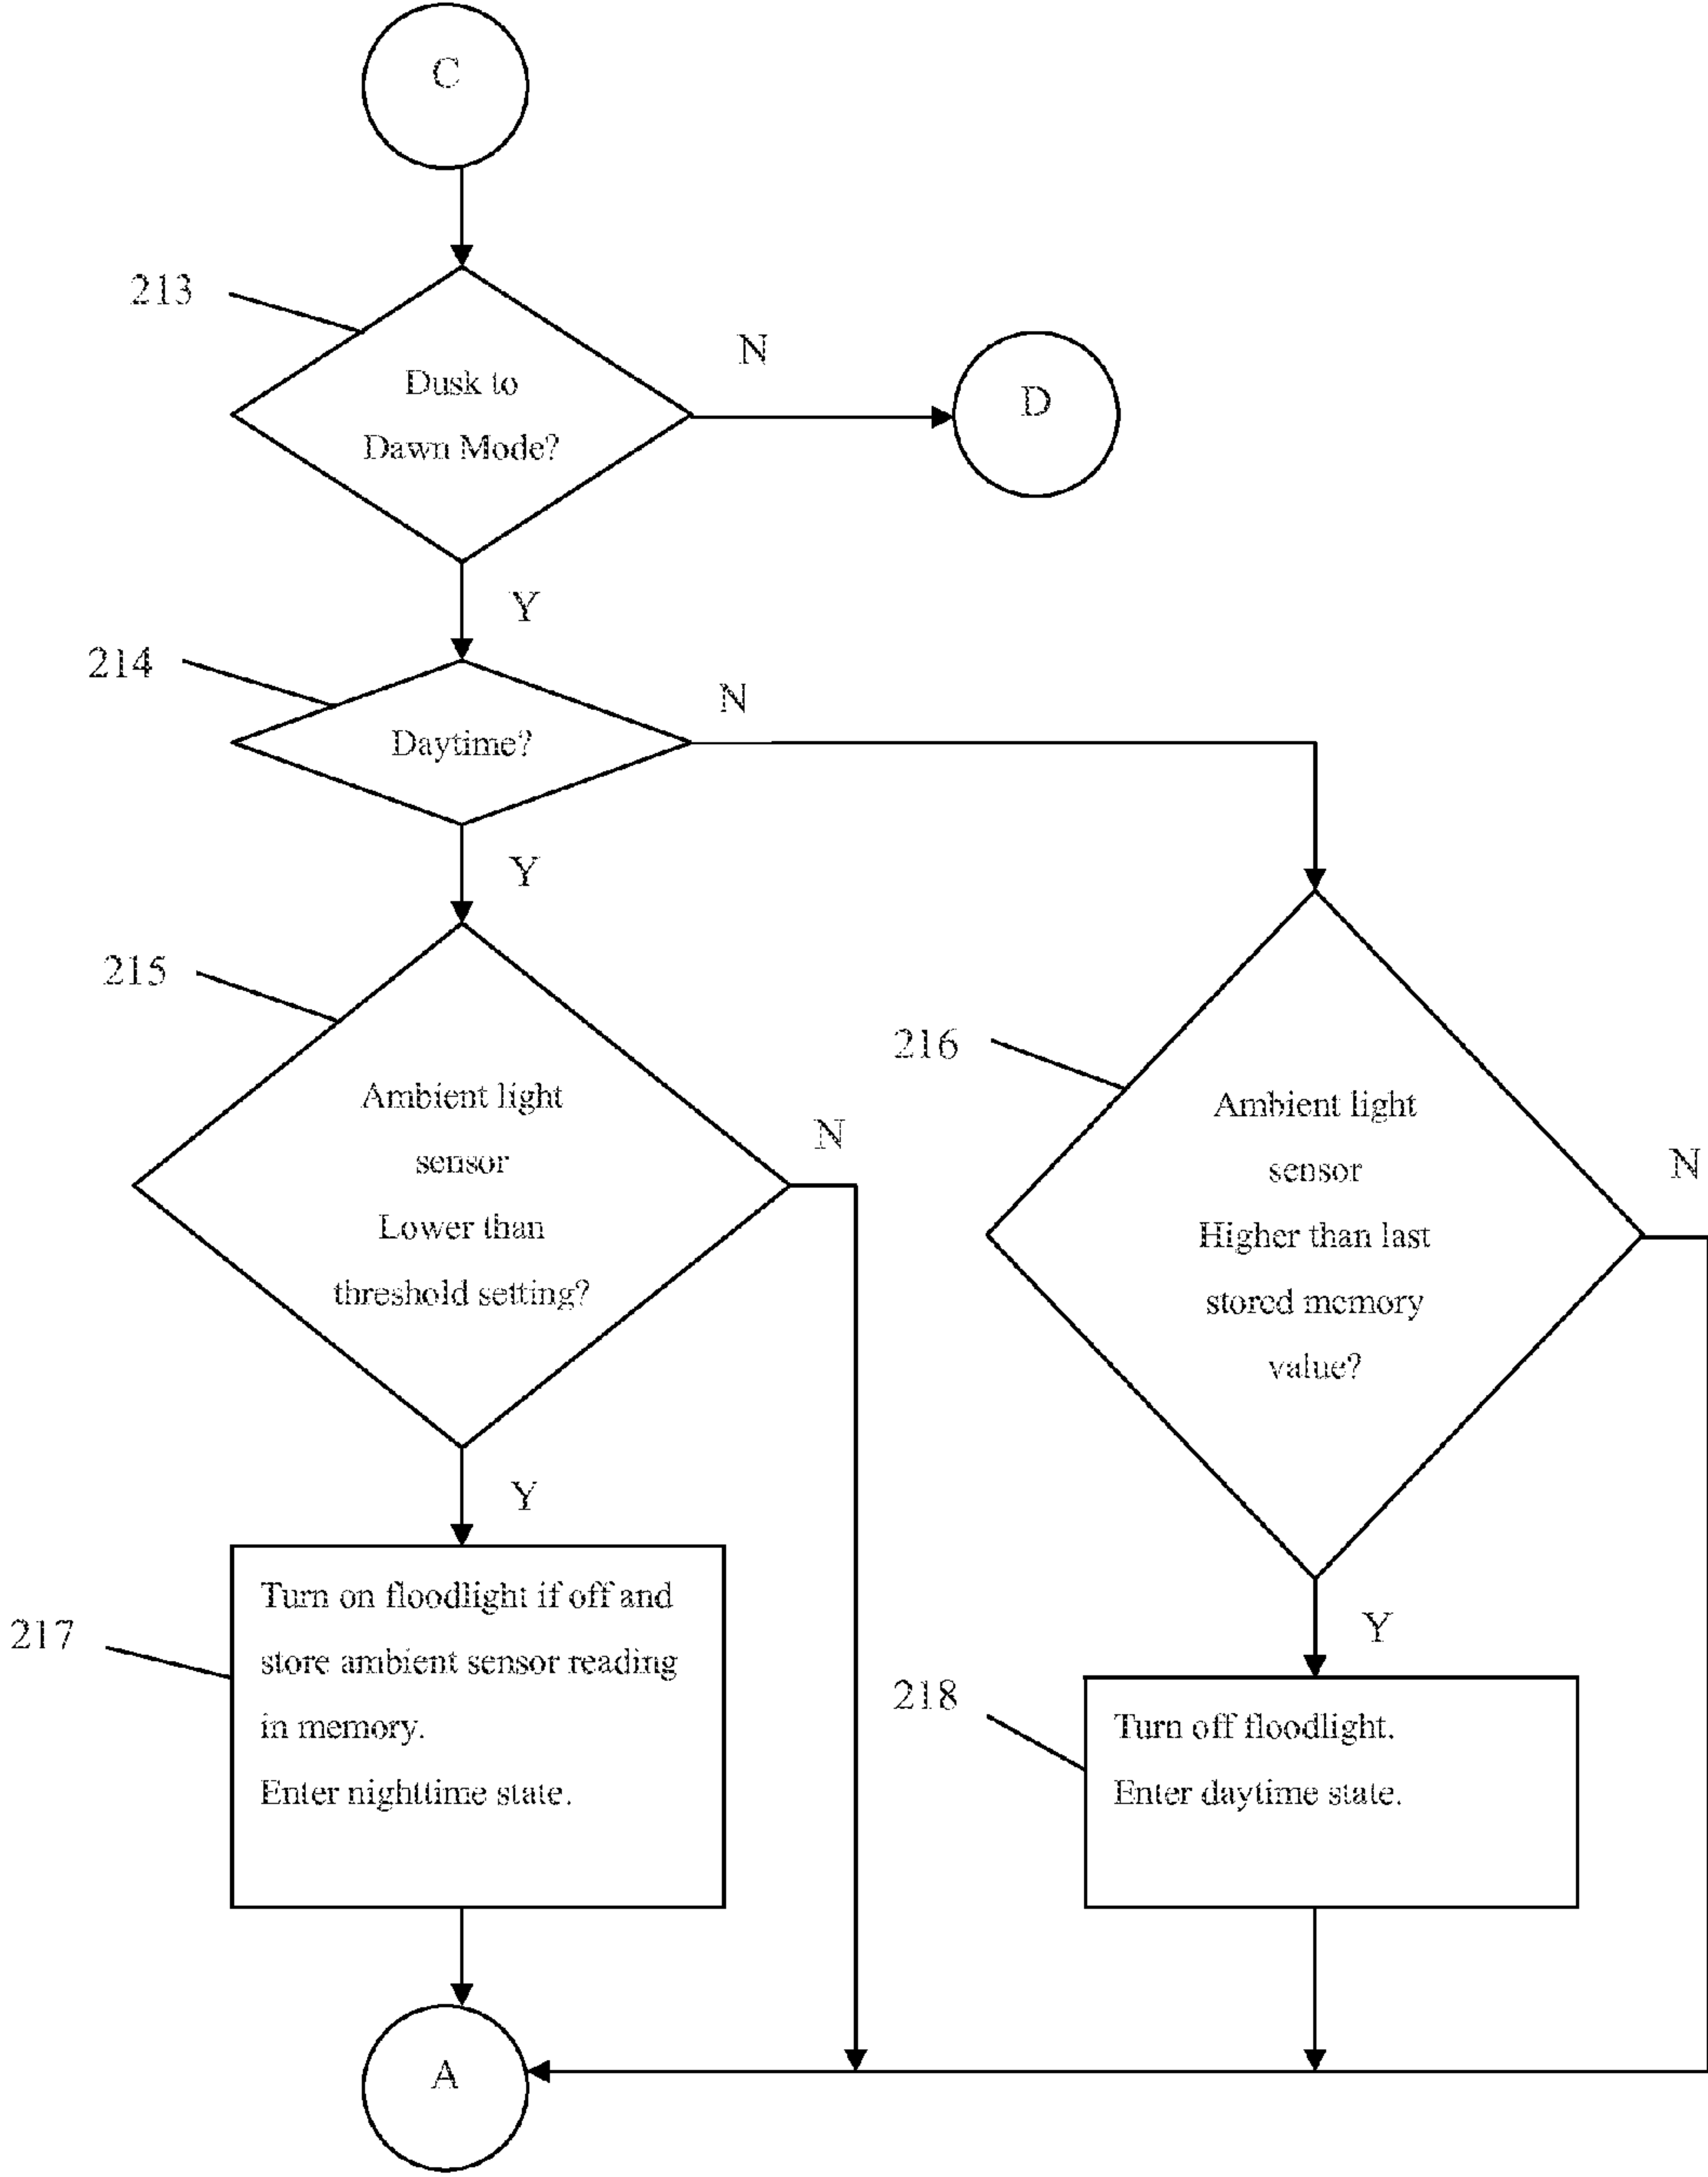 C
213
N
Dusk to
Dawn Mode?
D
Y
214
N
Daytime?
Y
215
Ambient light
sensor
Lower than
threshold setting?
N
216
Ambient light
sensor
Higher than last
stored memory
value?
N
Y
217
Turn on floodlight if off and
store ambient sensor reading
in memory.
Enter nighttime state.
Y
218
Turn off floodlight.
Enter daytime state.
A